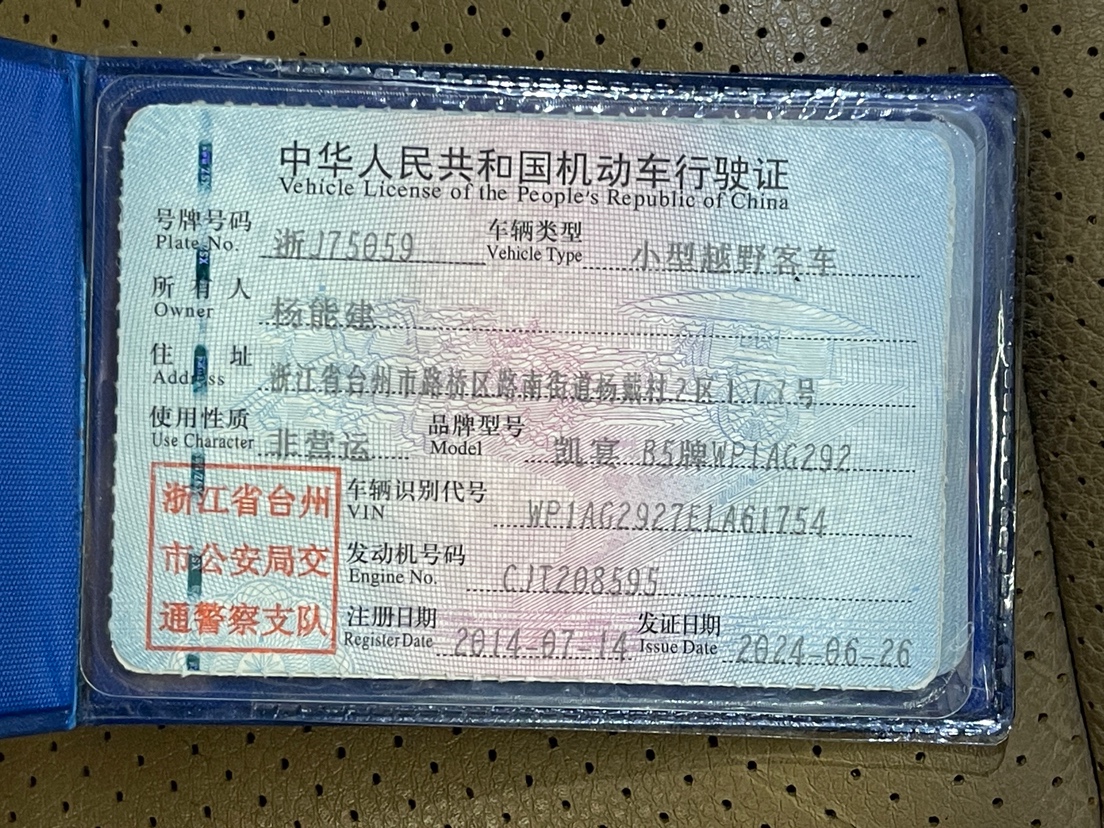 中华人民共和国机动车行驶证
Vehicle License of the People's Republic of China
号牌号码 浙J75059 车辆类型 小型越野客车
Plate No. Vehicle Type
所有人 杨能建
Owner
住址 浙江省台州市路桥区路南街道杨戴村2区177号
Address
使用性质 非营运 品牌型号 凯宴 B5牌WP1AG292
Use Character Model
浙江省台州
市公安局交
通警察支队
车辆识别代号 WP1AG2927ELA61754
VIN
发动机号码 CJT208595
Engine No.
注册日期 2014-07-14 发证日期 2024-06-26
Register Date Issue Date